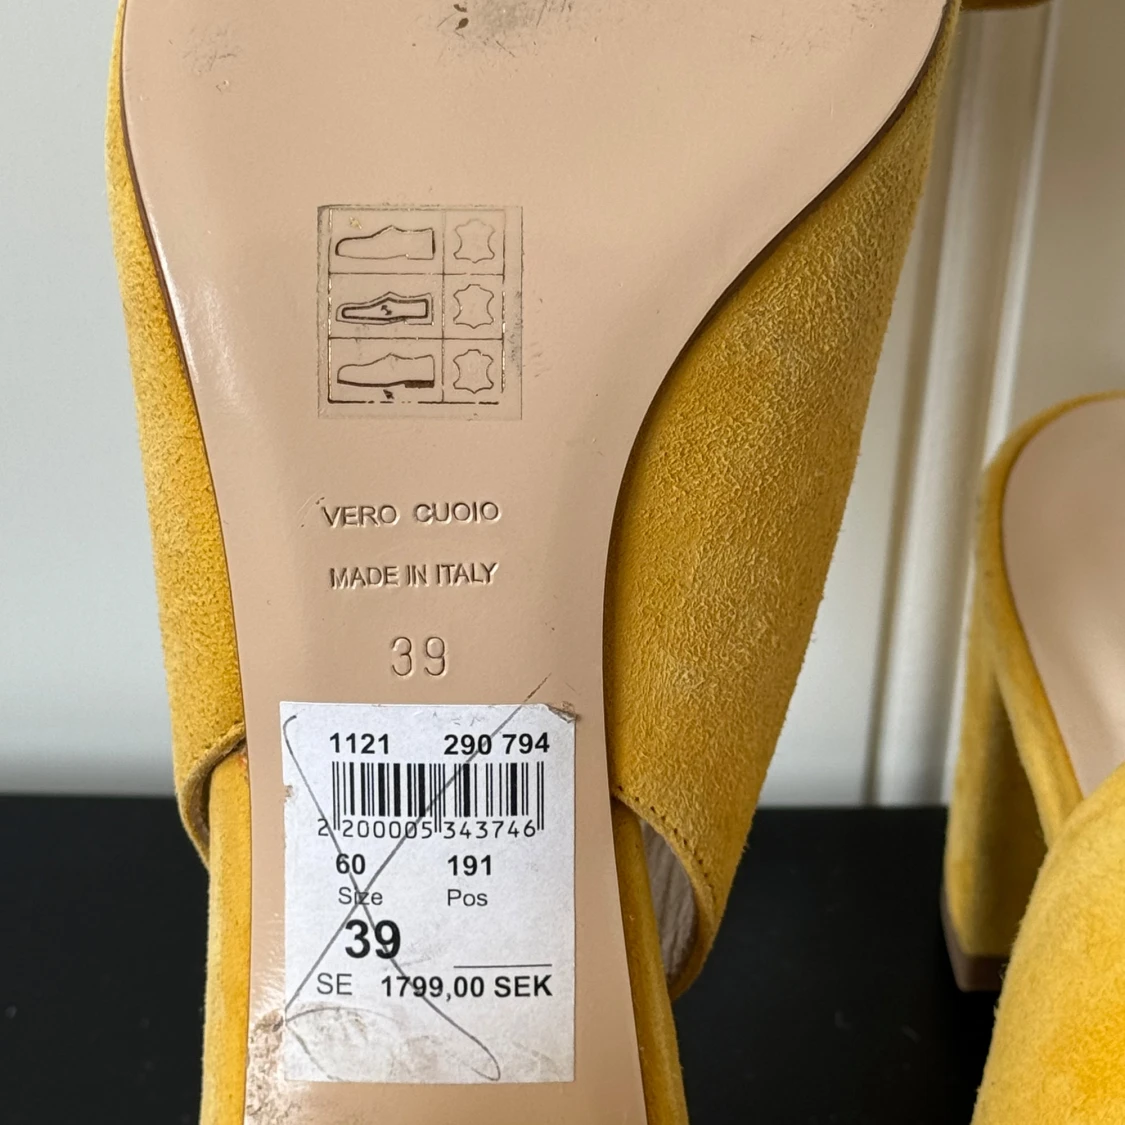 VERO CUOIO
MADE IN ITALY
39
1121 290 794
2 200005 343746
60 191
Size Pos
39
SE 1799,00 SEK